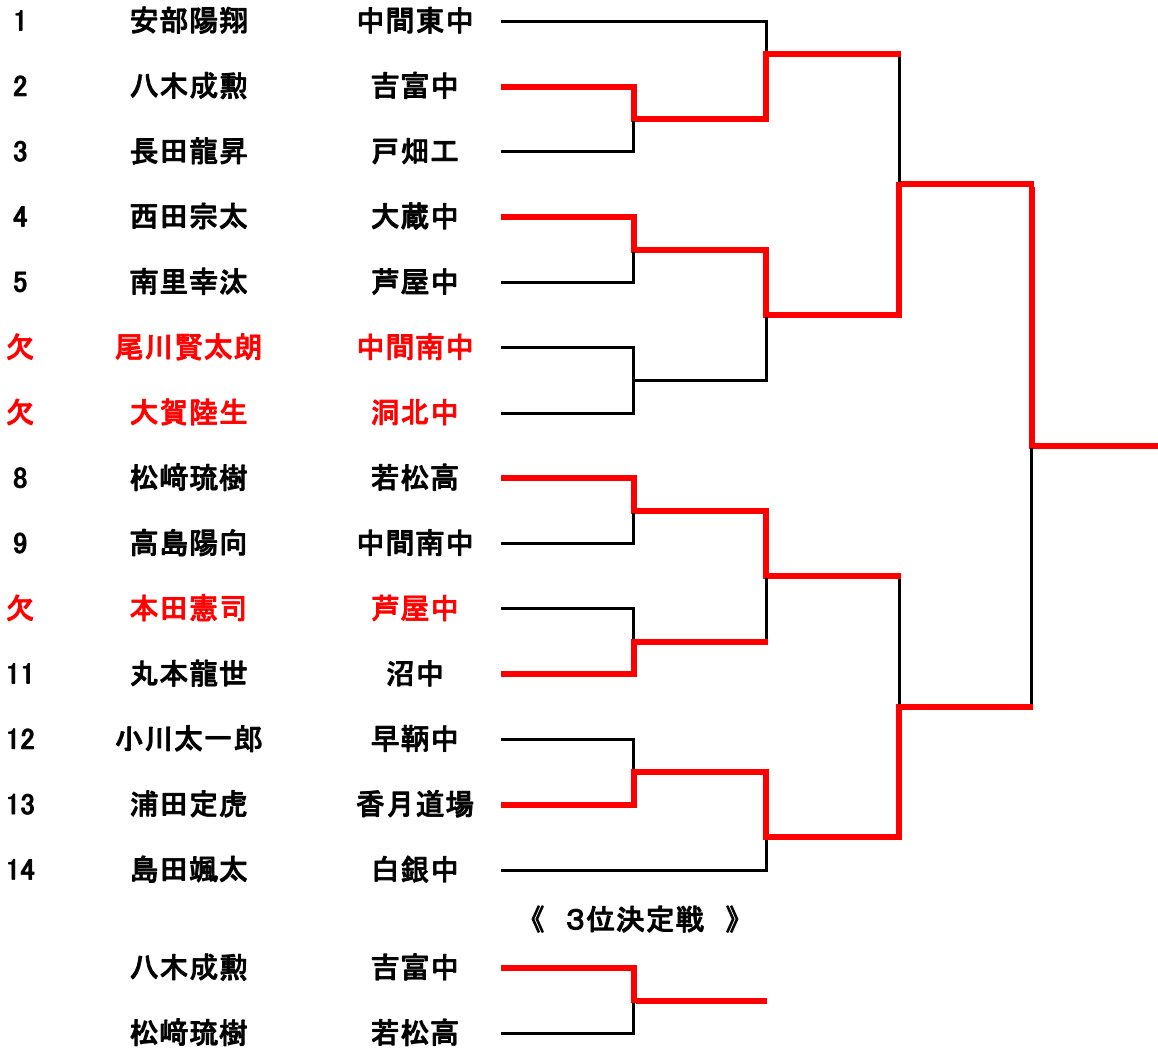 1 安部陽翔 中間東中
2 八木成勲 吉富中
3 長田龍昇 戸畑工
4 西田宗太 大蔵中
5 南里幸汰 芦屋中
欠 尾川賢太朗 中間南中
欠 大賀陸生 洞北中
8 松﨑琉樹 若松高
9 高島陽向 中間南中
欠 本田憲司 芦屋中
11 丸本龍世 沼中
12 小川太一郎 早鞆中
13 浦田定虎 香月道場
14 島田颯太 白銀中
《 3位決定戦 》
八木成勲 吉富中
松﨑琉樹 若松高